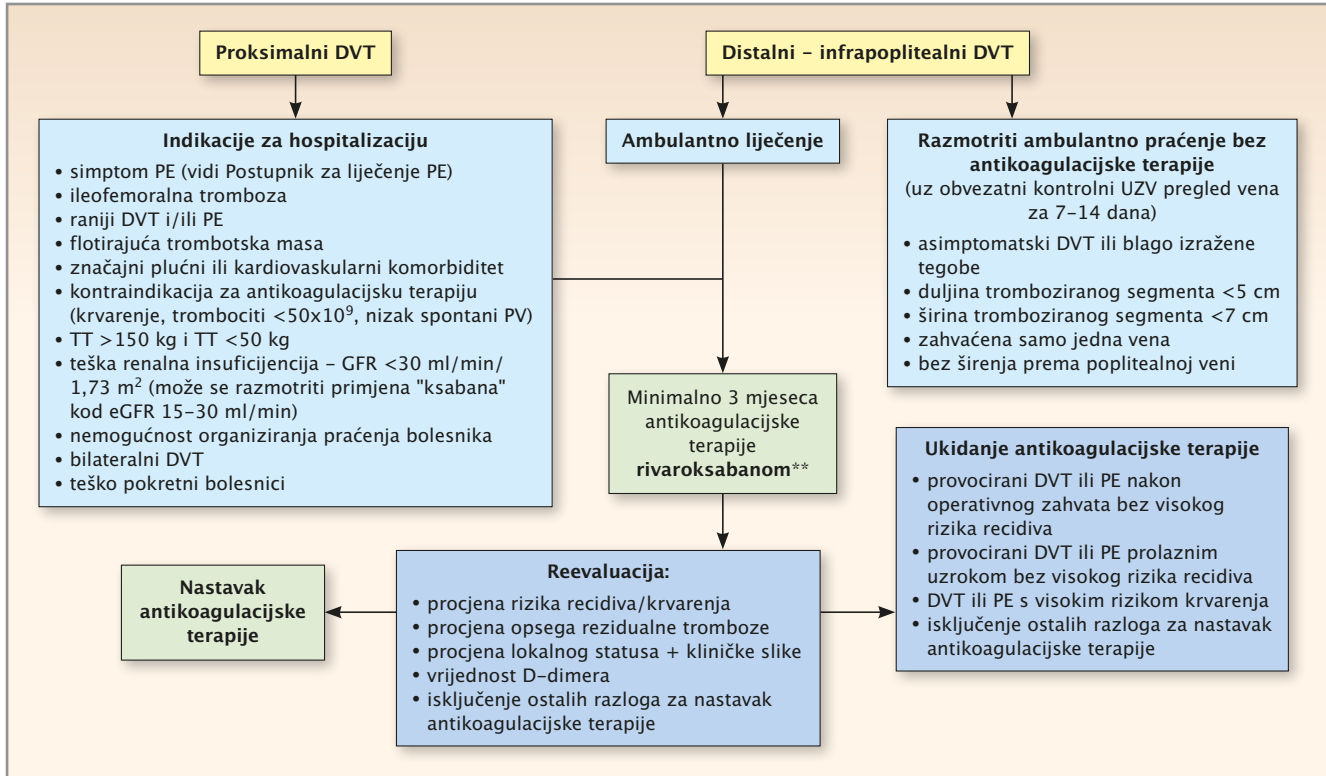 Proksimalni DVT
Distalni – infrapoplitealni DVT
Indikacije za hospitalizaciju
• simptom PE (vidi Postupnik za liječenje PE)
• ileofemoralna tromboza
• raniji DVT i/ili PE
• flotirajuća trombotska masa
• značajni plućni ili kardiovaskularni komorbiditet
• kontraindikacija za antikoagulacijsku terapiju
(krvarenje, trombociti <50x10⁹, nizak spontani PV)
• TT >150 kg i TT <50 kg
• teška renalna insuficijencija – GFR <30 ml/min/
1,73 m² (može se razmotriti primjena "ksabana"
kod eGFR 15–30 ml/min)
• nemogućnost organiziranja praćenja bolesnika
• bilateralni DVT
• teško pokretni bolesnici
Ambulantno liječenje
Razmotriti ambulantno praćenje bez
antikoagulacijske terapije
(uz obvezatni kontrolni UZV pregled vena
za 7–14 dana)
• asimptomatski DVT ili blago izražene
tegobe
• duljina tromboziranog segmenta <5 cm
• širina tromboziranog segmenta <7 cm
• zahvaćena samo jedna vena
• bez širenja prema poplitealnoj veni
Minimalno 3 mjeseca
antikoagulacijske
terapije
rivaroksabanom**
Ukidanje antikoagulacijske terapije
• provocirani DVT ili PE nakon
operativnog zahvata bez visokog
rizika recidiva
• provocirani DVT ili PE prolaznim
uzrokom bez visokog rizika recidiva
• DVT ili PE s visokim rizikom krvarenja
• isključenje ostalih razloga za nastavak
antikoagulacijske terapije
Reevaluacija:
• procjena rizika recidiva/krvarenja
• procjena opsega rezidualne tromboze
• procjena lokalnog statusa + kliničke slike
• vrijednost D-dimera
• isključenje ostalih razloga za nastavak
antikoagulacijske terapije
Nastavak
antikoagulacijske
terapije